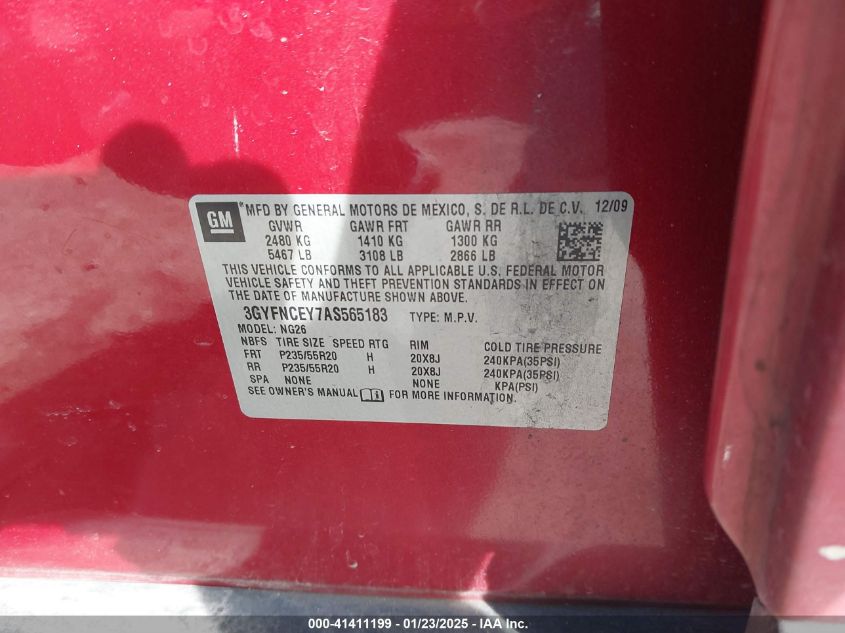 GM ® MFD BY GENERAL MOTORS DE MEXICO, S. DE R.L. DE C.V. 12/09
GVWR GAWR FRT GAWR RR
2480 KG 1410 KG 1300 KG
5467 LB 3108 LB 2866 LB
THIS VEHICLE CONFORMS TO ALL APPLICABLE U.S. FEDERAL MOTOR
VEHICLE SAFETY AND THEFT PREVENTION STANDARDS IN EFFECT ON
THE DATE OF MANUFACTURE SHOWN ABOVE.
3GYFNCEY7AS565183 TYPE: M.P.V.
MODEL: NG26
NBFS TIRE SIZE SPEED RTG RIM COLD TIRE PRESSURE
FRT P235/55R20 H 20X8J 240KPA(35PSI)
RR P235/55R20 H 20X8J 240KPA(35PSI)
SPA NONE NONE KPA(PSI)
SEE OWNER'S MANUAL FOR MORE INFORMATION.
000-41411199 - 01/23/2025 - IAA Inc.